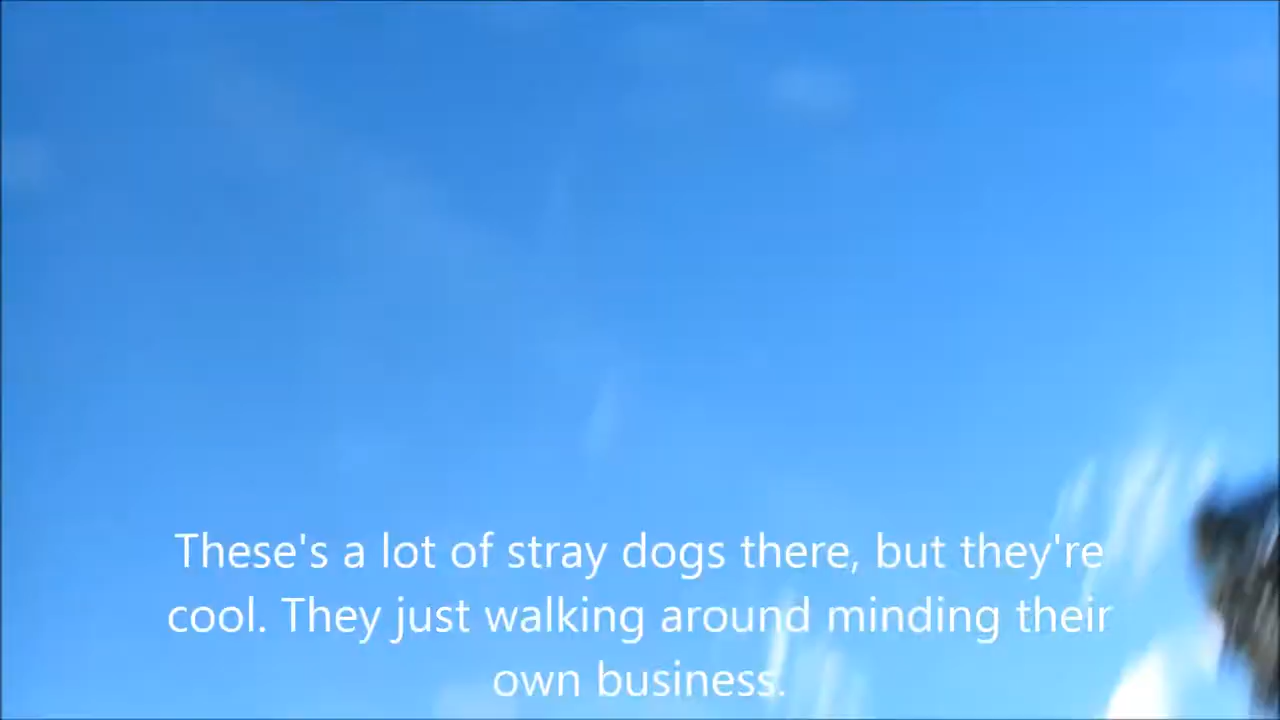 These's a lot of stray dogs there, but they're
cool. They just walking around minding their
own business.